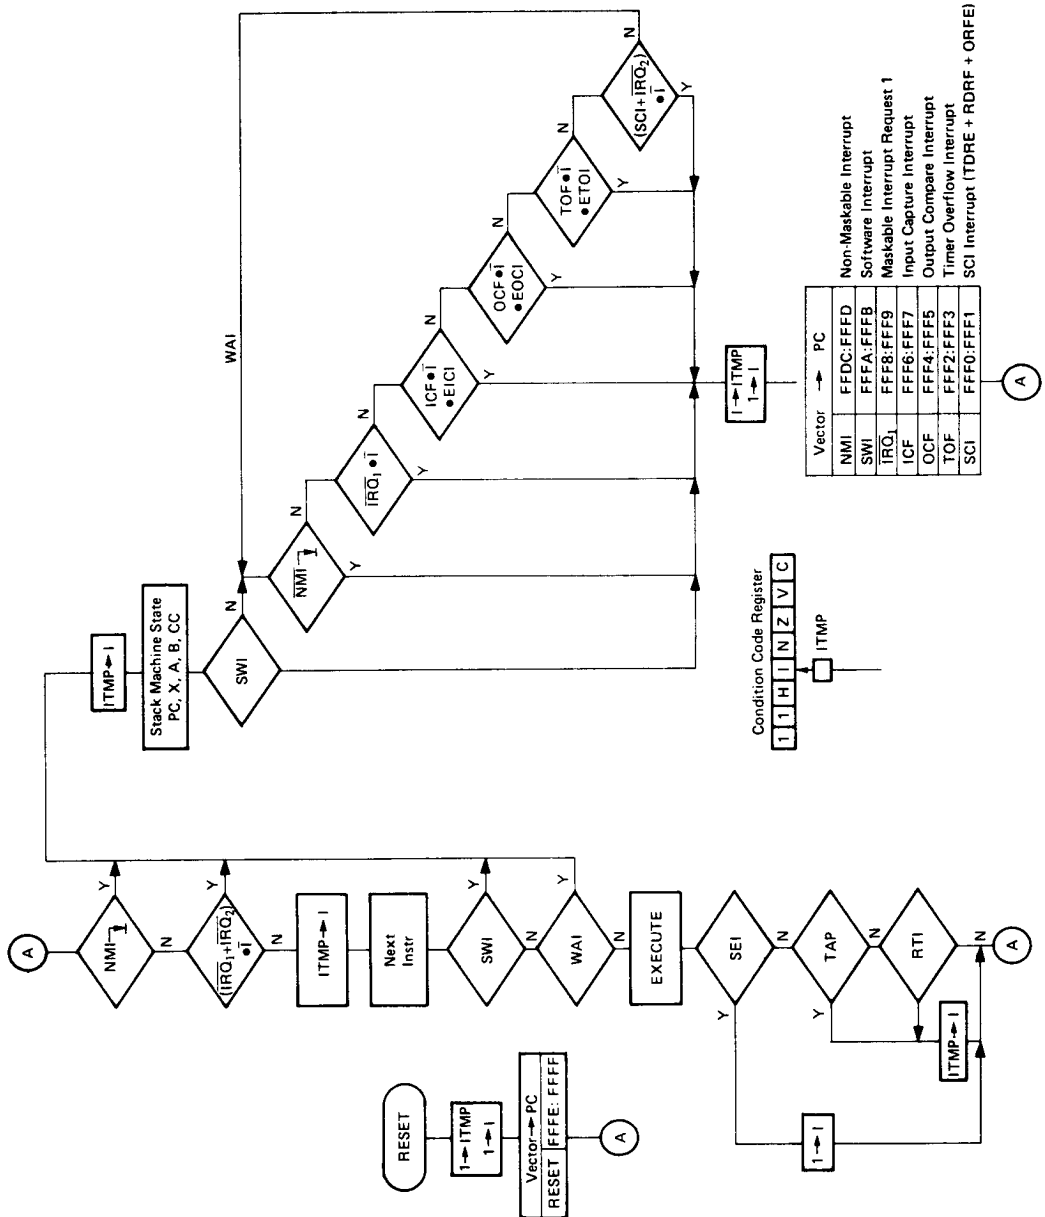 RESET
1→ITMP
1→I
Vector→PC
RESET FFFE: FFFF
A
A
NMI
Y
N
(IRQ1+IRQ2)
●I
Y
N
ITMP→I
Next
Instr
SWI
Y
N
WAI
Y
N
EXECUTE
SEI
Y
N
1→I
TAP
Y
N
RTI
N
ITMP→I
A
ITMP→I
Stack Machine State
PC, X, A, B, CC
SWI
N
WAI
NMI
N
Y
IRQ1●I
N
Y
ICF●I
●EICI
N
Y
OCF●I
●EOCI
N
Y
TOF●I
●ETOI
N
Y
(SCI+IRQ2)
●I
N
Y
I→ITMP
1→I
Condition Code Register
1 1 H I N Z V C
ITMP
Vector → PC
NMI FFDC:FFFD Non-Maskable Interrupt
SWI FFFA:FFFB Software Interrupt
IRQ1 FFF8:FFF9 Maskable Interrupt Request 1
ICF FFF6:FFF7 Input Capture Interrupt
OCF FFF4:FFF5 Output Compare Interrupt
TOF FFF2:FFF3 Timer Overflow Interrupt
SCI FFF0:FFF1 SCI Interrupt (TDRE + RDRF + ORFE)
A